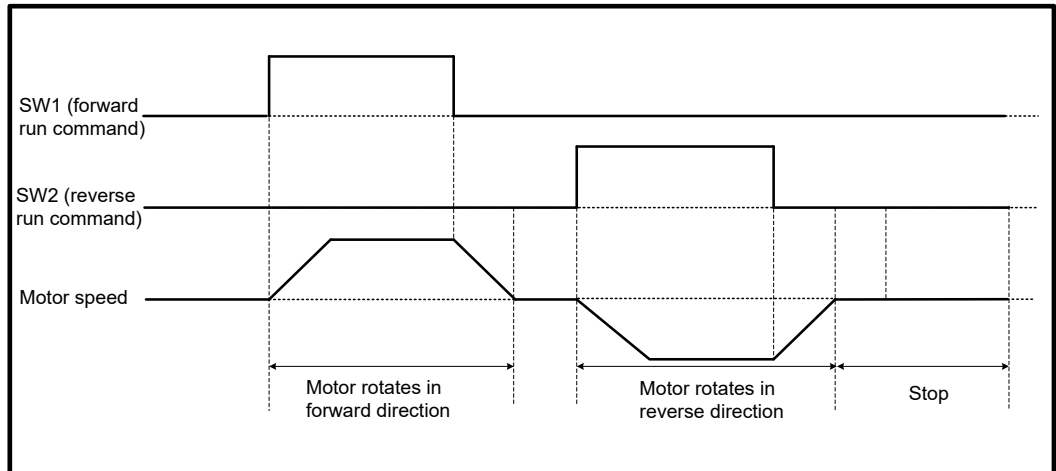 SW1 (forward
run command)
SW2 (reverse
run command)
Motor speed
Motor rotates in
forward direction
Motor rotates in
reverse direction
Stop